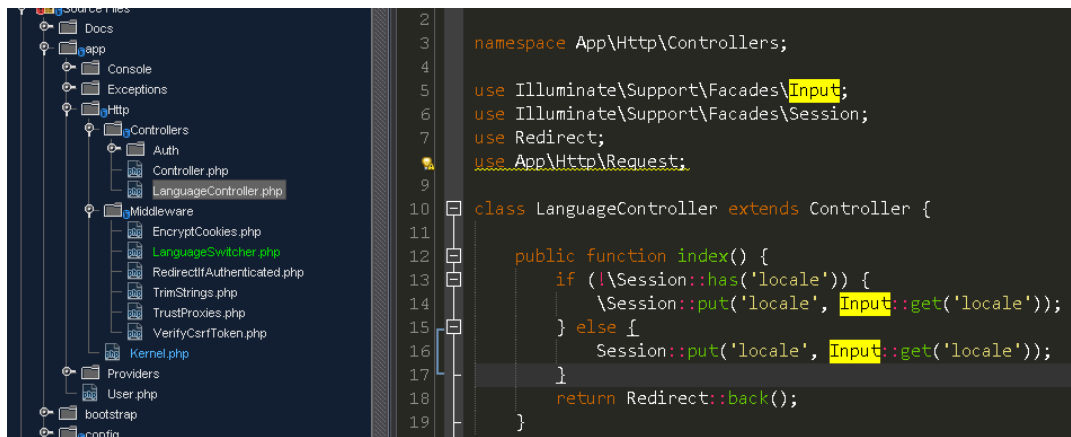 Source Files
Docs
app
Console
Exceptions
Http
Controllers
Auth
Controller.php
LanguageController.php
Middleware
EncryptCookies.php
LanguageSwitcher.php
RedirectIfAuthenticated.php
TrimStrings.php
TrustProxies.php
VerifyCsrfToken.php
Kernel.php
Providers
User.php
bootstrap
config
2
3 namespace App\Http\Controllers;
4
5 use Illuminate\Support\Facades\Input;
6 use Illuminate\Support\Facades\Session;
7 use Redirect;
use App\Http\Request;
9
10 class LanguageController extends Controller {
11
12 public function index() {
13 if (!\Session::has('locale')) {
14 \Session::put('locale', Input::get('locale'));
15 } else {
16 Session::put('locale', Input::get('locale'));
17 }
18 return Redirect::back();
19 }